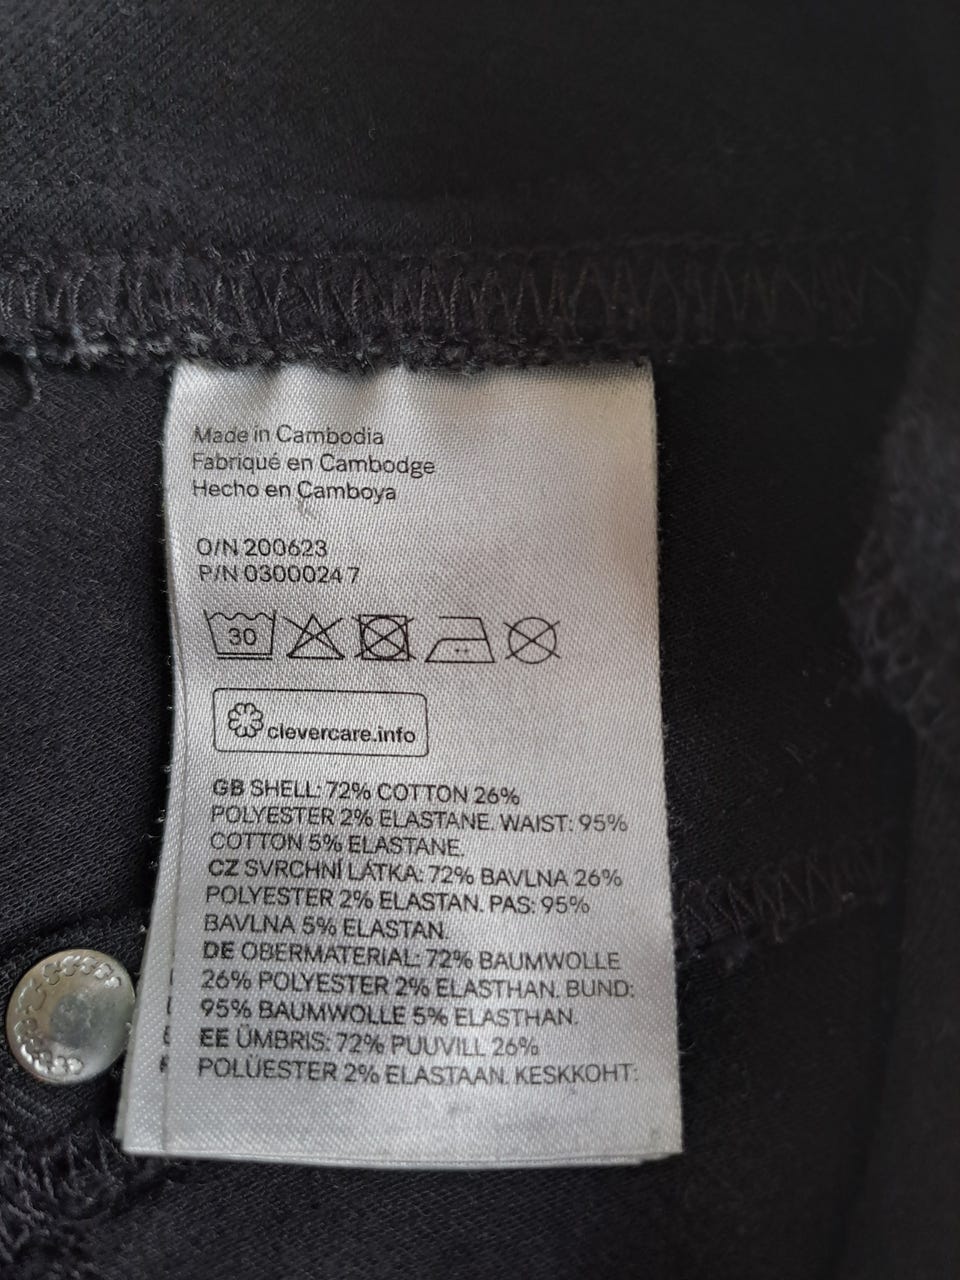 Made in Cambodia
Fabriqué en Cambodge
Hecho en Camboya
O/N 200623
P/N 03000024 7
30
clevercare.info
GB SHELL: 72% COTTON 26%
POLYESTER 2% ELASTANE. WAIST: 95%
COTTON 5% ELASTANE.
CZ SVRCHNÍ LÁTKA: 72% BAVLNA 26%
POLYESTER 2% ELASTAN. PAS: 95%
BAVLNA 5% ELASTAN.
DE OBERMATERIAL: 72% BAUMWOLLE
26% POLYESTER 2% ELASTHAN. BUND:
95% BAUMWOLLE 5% ELASTHAN.
EE ÜMBRIS: 72% PUUVILL 26%
POLÜESTER 2% ELASTAAN. KESKKOHT: